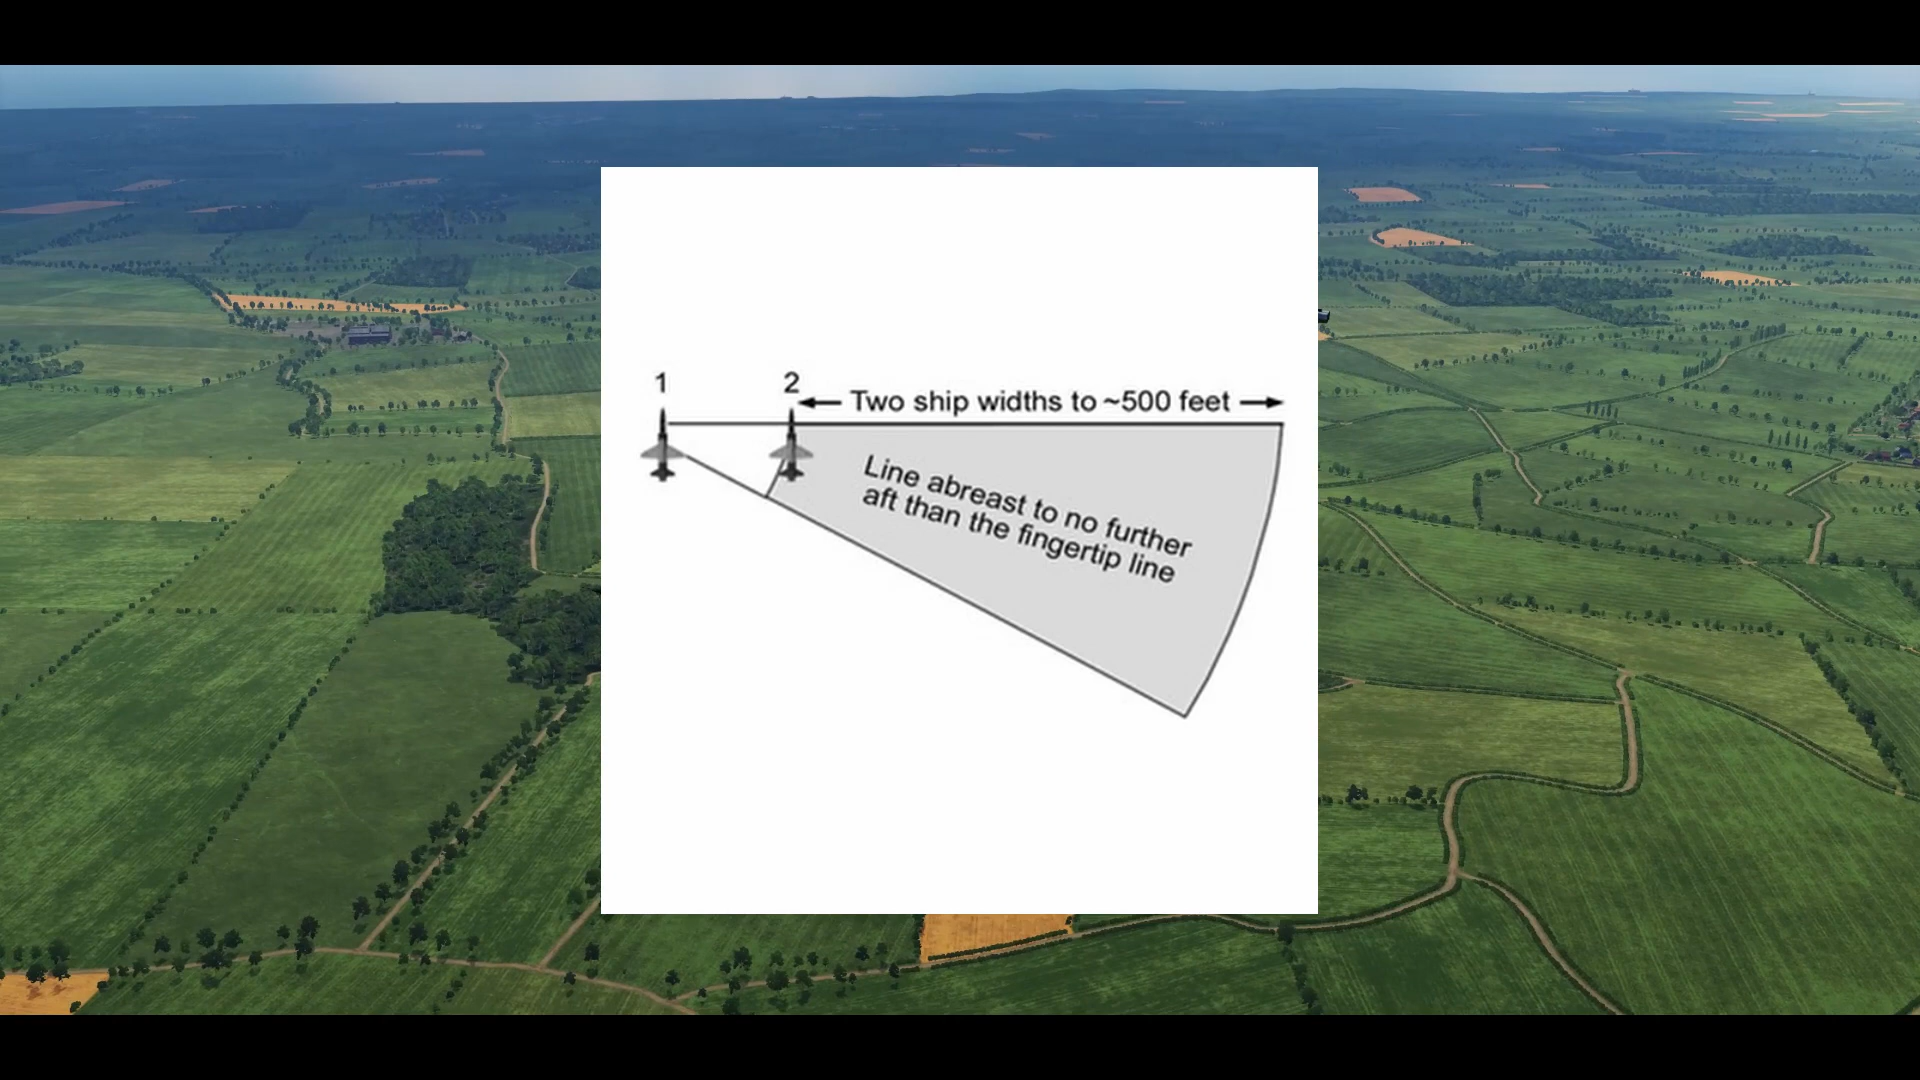 1
2
Two ship widths to ~500 feet
Line abreast to no further
aft than the fingertip line